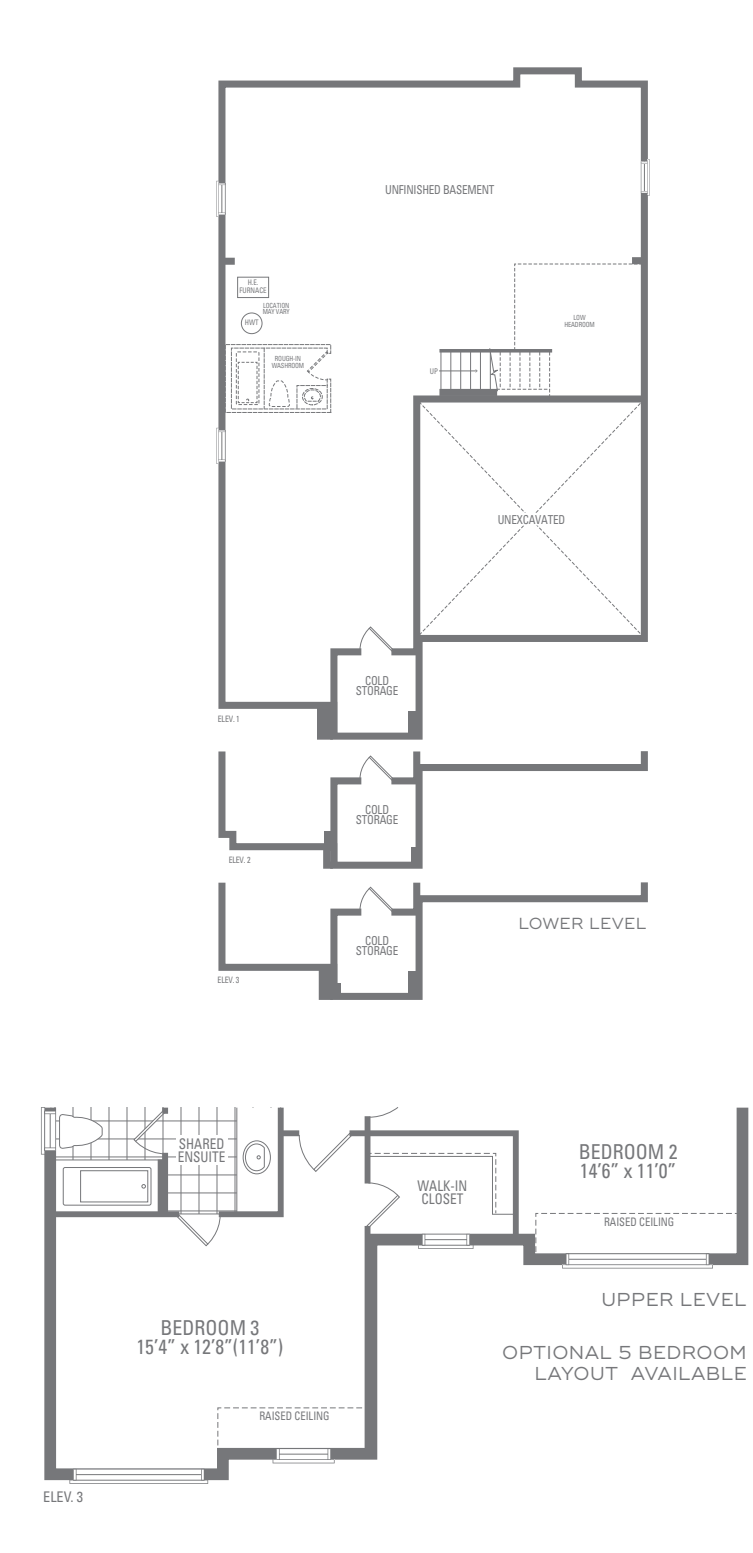 UNFINISHED BASEMENT
H.E.
FURNACE
LOCATION
MAY VARY
HWT
LOW
HEADROOM
ROUGH-IN
WASHROOM
UP
UNEXCAVATED
COLD
STORAGE
ELEV. 1
COLD
STORAGE
ELEV. 2
LOWER LEVEL
COLD
STORAGE
ELEV. 3
SHARED
ENSUITE
BEDROOM 2
14'6" x 11'0"
WALK-IN
CLOSET
RAISED CEILING
UPPER LEVEL
BEDROOM 3
15'4" x 12'8"(11'8")
OPTIONAL 5 BEDROOM
LAYOUT AVAILABLE
RAISED CEILING
ELEV. 3